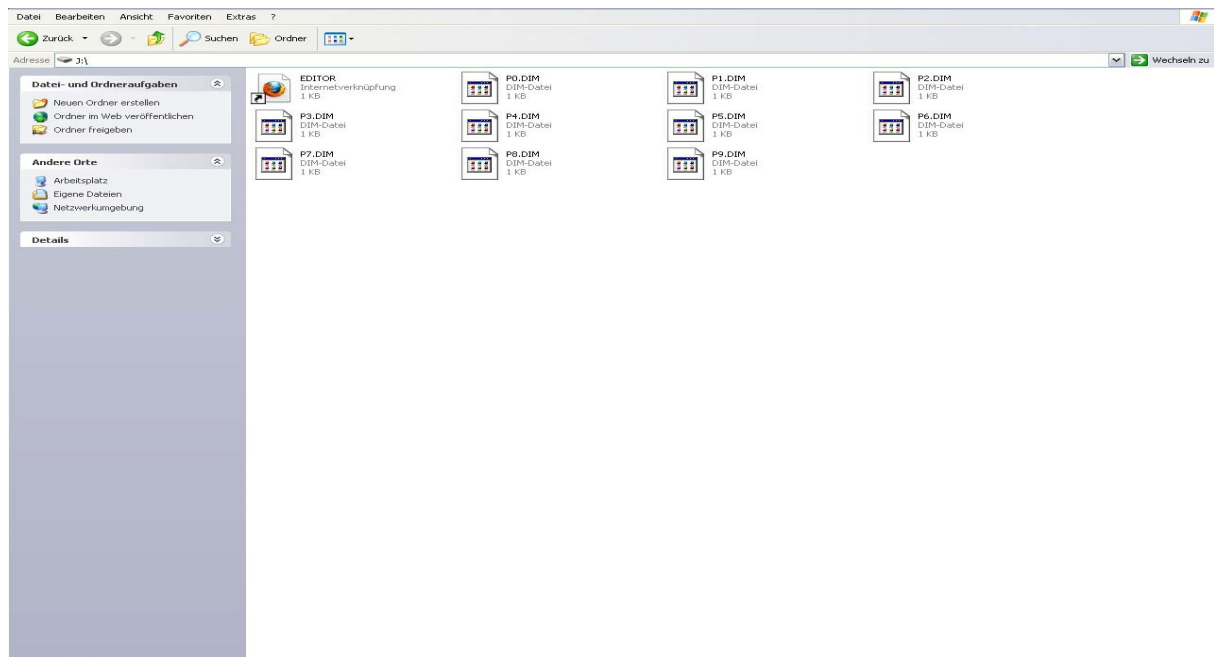 Datei Bearbeiten Ansicht Favoriten Extras ?
Zurück Suchen Ordner
Adresse J:\ Wechseln zu
Datei- und Ordneraufgaben
Neuen Ordner erstellen
Ordner im Web veröffentlichen
Ordner freigeben
Andere Orte
Arbeitsplatz
Eigene Dateien
Netzwerkumgebung
Details
EDITOR
Internetverknüpfung
1 KB
P0.DIM
DIM-Datei
1 KB
P1.DIM
DIM-Datei
1 KB
P2.DIM
DIM-Datei
1 KB
P3.DIM
DIM-Datei
1 KB
P4.DIM
DIM-Datei
1 KB
P5.DIM
DIM-Datei
1 KB
P6.DIM
DIM-Datei
1 KB
P7.DIM
DIM-Datei
1 KB
P8.DIM
DIM-Datei
1 KB
P9.DIM
DIM-Datei
1 KB